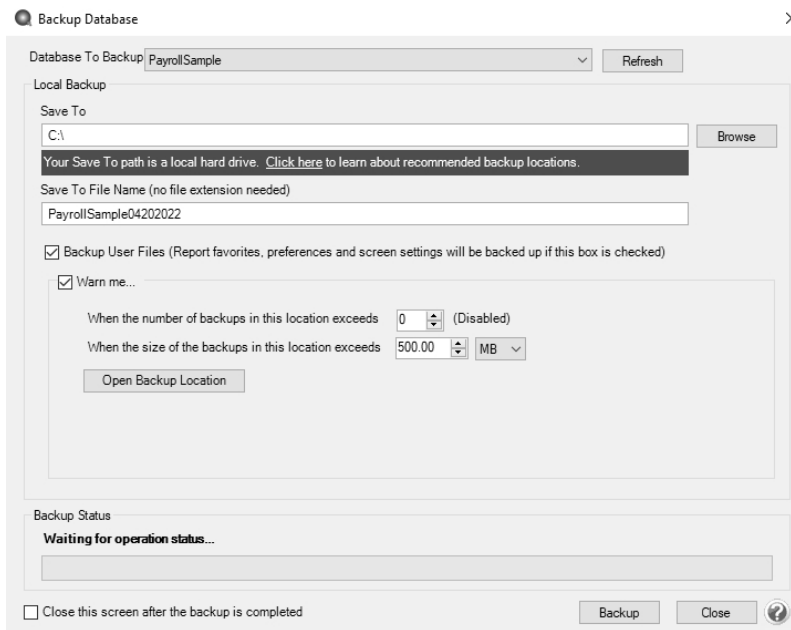 Backup Database
Database To Backup PayrollSample Refresh
Local Backup
Save To
C:\ Browse
Your Save To path is a local hard drive. Click here to learn about recommended backup locations.
Save To File Name (no file extension needed)
PayrollSample04202022
Backup User Files (Report favorites, preferences and screen settings will be backed up if this box is checked)
Warn me...
When the number of backups in this location exceeds 0 (Disabled)
When the size of the backups in this location exceeds 500.00 MB
Open Backup Location
Backup Status
Waiting for operation status...
Close this screen after the backup is completed Backup Close ?